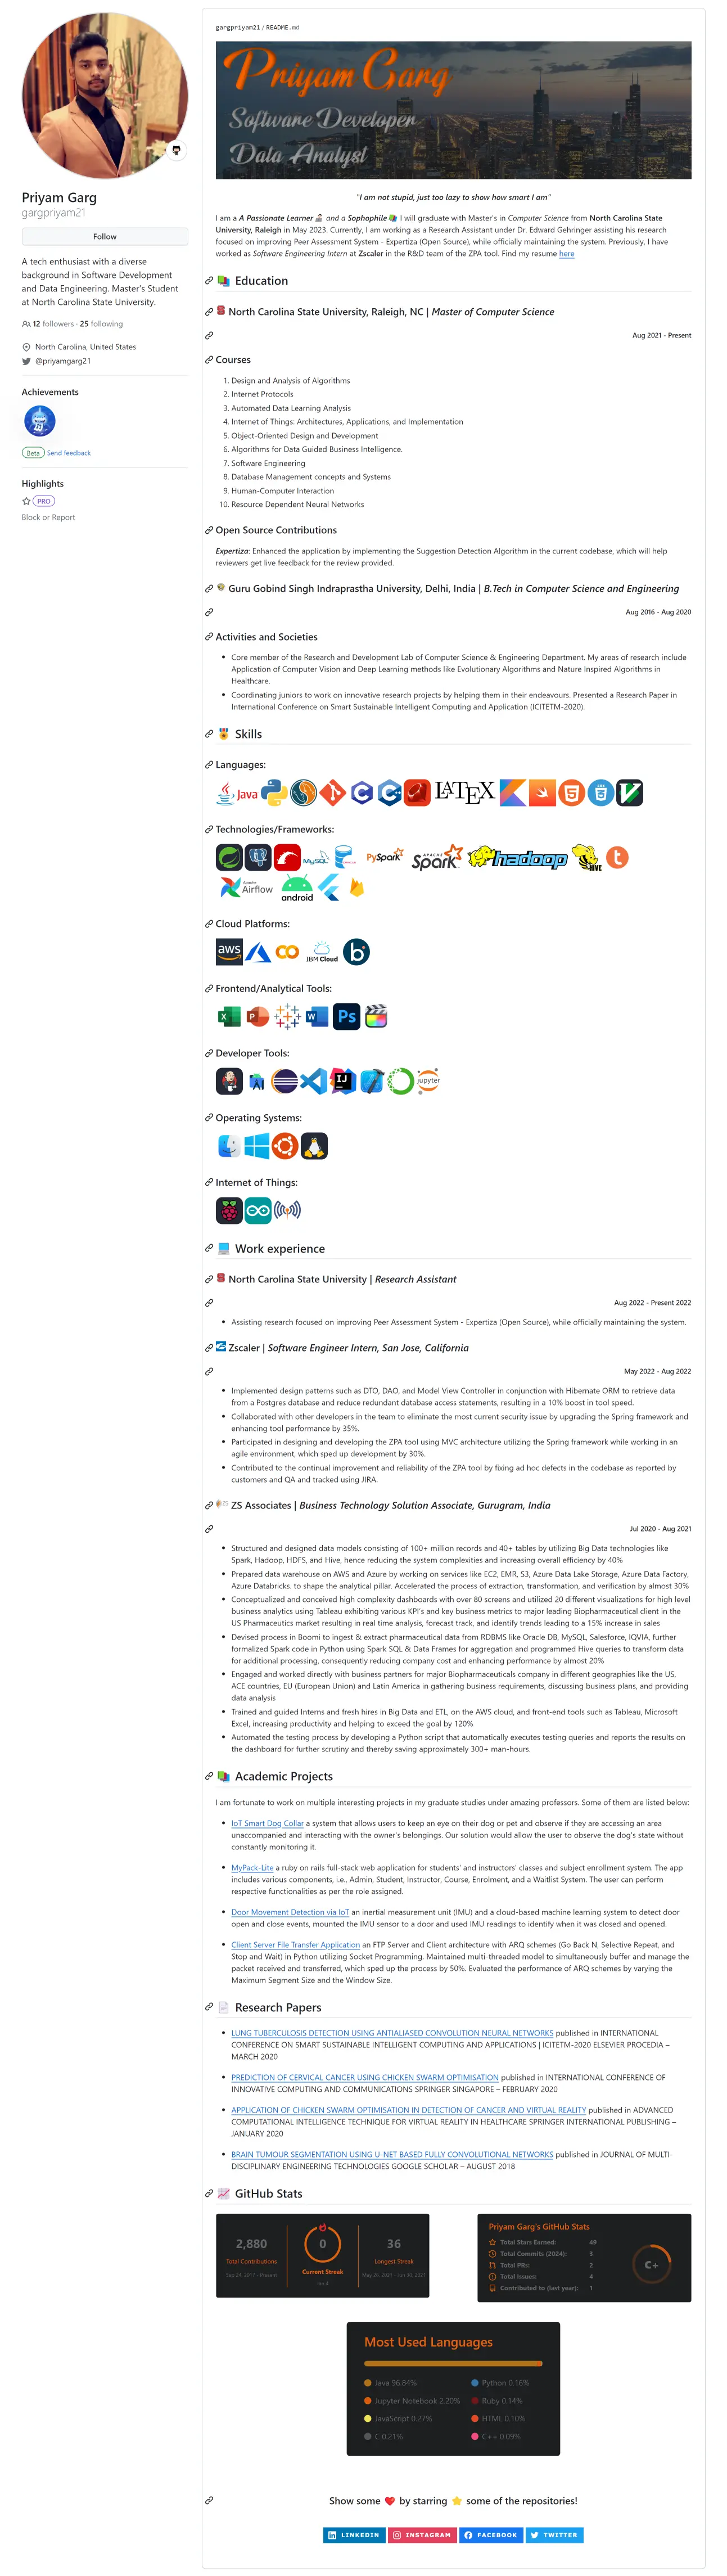 gargpriyam21 / README.md
Priyam Garg
Software Developer
Data Analyst
Priyam Garg
gargpriyam21
Follow
A tech enthusiast with a diverse
background in Software Development
and Data Engineering. Master's Student
at North Carolina State University.
12 followers · 25 following
North Carolina, United States
@priyamgarg21
Achievements
Beta Send feedback
Highlights
PRO
Block or Report
"I am not stupid, just too lazy to show how smart I am"
I am a A Passionate Learner and a Sophophile I will graduate with Master's in Computer Science from North Carolina State
University, Raleigh in May 2023. Currently, I am working as a Research Assistant under Dr. Edward Gehringer assisting his research
focused on improving Peer Assessment System - Expertiza (Open Source), while officially maintaining the system. Previously, I have
worked as Software Engineering Intern at Zscaler in the R&D team of the ZPA tool. Find my resume here
Education
North Carolina State University, Raleigh, NC | Master of Computer Science
Aug 2021 - Present
Courses
1. Design and Analysis of Algorithms
2. Internet Protocols
3. Automated Data Learning Analysis
4. Internet of Things: Architectures, Applications, and Implementation
5. Object-Oriented Design and Development
6. Algorithms for Data Guided Business Intelligence.
7. Software Engineering
8. Database Management concepts and Systems
9. Human-Computer Interaction
10. Resource Dependent Neural Networks
Open Source Contributions
Expertiza: Enhanced the application by implementing the Suggestion Detection Algorithm in the current codebase, which will help
reviewers get live feedback for the review provided.
Guru Gobind Singh Indraprastha University, Delhi, India | B.Tech in Computer Science and Engineering
Aug 2016 - Aug 2020
Activities and Societies
• Core member of the Research and Development Lab of Computer Science & Engineering Department. My areas of research include
Application of Computer Vision and Deep Learning methods like Evolutionary Algorithms and Nature Inspired Algorithms in
Healthcare.
• Coordinating juniors to work on innovative research projects by helping them in their endeavours. Presented a Research Paper in
International Conference on Smart Sustainable Intelligent Computing and Application (ICITETM-2020).
Skills
Languages:
Java C C++ LATEX
Technologies/Frameworks:
MySQL PySpark APACHE Spark hadoop HIVE t
Apache Airflow android
Cloud Platforms:
aws CO IBM Cloud b
Frontend/Analytical Tools:
X P W Ps
Developer Tools:
IJ jupyter
Operating Systems:
Internet of Things:
Work experience
North Carolina State University | Research Assistant
Aug 2022 - Present 2022
• Assisting research focused on improving Peer Assessment System - Expertiza (Open Source), while officially maintaining the system.
Zscaler | Software Engineer Intern, San Jose, California
May 2022 - Aug 2022
• Implemented design patterns such as DTO, DAO, and Model View Controller in conjunction with Hibernate ORM to retrieve data
from a Postgres database and reduce redundant database access statements, resulting in a 10% boost in tool speed.
• Collaborated with other developers in the team to eliminate the most current security issue by upgrading the Spring framework and
enhancing tool performance by 35%.
• Participated in designing and developing the ZPA tool using MVC architecture utilizing the Spring framework while working in an
agile environment, which sped up development by 30%.
• Contributed to the continual improvement and reliability of the ZPA tool by fixing ad hoc defects in the codebase as reported by
customers and QA and tracked using JIRA.
ZS Associates | Business Technology Solution Associate, Gurugram, India
Jul 2020 - Aug 2021
• Structured and designed data models consisting of 100+ million records and 40+ tables by utilizing Big Data technologies like
Spark, Hadoop, HDFS, and Hive, hence reducing the system complexities and increasing overall efficiency by 40%
• Prepared data warehouse on AWS and Azure by working on services like EC2, EMR, S3, Azure Data Lake Storage, Azure Data Factory,
Azure Databricks. to shape the analytical pillar. Accelerated the process of extraction, transformation, and verification by almost 30%
• Conceptualized and conceived high complexity dashboards with over 80 screens and utilized 20 different visualizations for high level
business analytics using Tableau exhibiting various KPI's and key business metrics to major leading Biopharmaceutical client in the
US Pharmaceutics market resulting in real time analysis, forecast track, and identify trends leading to a 15% increase in sales
• Devised process in Boomi to ingest & extract pharmaceutical data from RDBMS like Oracle DB, MySQL, Salesforce, IQVIA, further
formalized Spark code in Python using Spark SQL & Data Frames for aggregation and programmed Hive queries to transform data
for additional processing, consequently reducing company cost and enhancing performance by almost 20%
• Engaged and worked directly with business partners for major Biopharmaceuticals company in different geographies like the US,
ACE countries, EU (European Union) and Latin America in gathering business requirements, discussing business plans, and providing
data analysis
• Trained and guided Interns and fresh hires in Big Data and ETL, on the AWS cloud, and front-end tools such as Tableau, Microsoft
Excel, increasing productivity and helping to exceed the goal by 120%
• Automated the testing process by developing a Python script that automatically executes testing queries and reports the results on
the dashboard for further scrutiny and thereby saving approximately 300+ man-hours.
Academic Projects
I am fortunate to work on multiple interesting projects in my graduate studies under amazing professors. Some of them are listed below:
• IoT Smart Dog Collar a system that allows users to keep an eye on their dog or pet and observe if they are accessing an area
unaccompanied and interacting with the owner's belongings. Our solution would allow the user to observe the dog's state without
constantly monitoring it.
• MyPack-Lite a ruby on rails full-stack web application for students' and instructors' classes and subject enrollment system. The app
includes various components, i.e., Admin, Student, Instructor, Course, Enrolment, and a Waitlist System. The user can perform
respective functionalities as per the role assigned.
• Door Movement Detection via IoT an inertial measurement unit (IMU) and a cloud-based machine learning system to detect door
open and close events, mounted the IMU sensor to a door and used IMU readings to identify when it was closed and opened.
• Client Server File Transfer Application an FTP Server and Client architecture with ARQ schemes (Go Back N, Selective Repeat, and
Stop and Wait) in Python utilizing Socket Programming. Maintained multi-threaded model to simultaneously buffer and manage the
packet received and transferred, which sped up the process by 50%. Evaluated the performance of ARQ schemes by varying the
Maximum Segment Size and the Window Size.
Research Papers
• LUNG TUBERCULOSIS DETECTION USING ANTIALIASED CONVOLUTION NEURAL NETWORKS published in INTERNATIONAL
CONFERENCE ON SMART SUSTAINABLE INTELLIGENT COMPUTING AND APPLICATIONS | ICITETM-2020 ELSEVIER PROCEDIA –
MARCH 2020
• PREDICTION OF CERVICAL CANCER USING CHICKEN SWARM OPTIMISATION published in INTERNATIONAL CONFERENCE OF
INNOVATIVE COMPUTING AND COMMUNICATIONS SPRINGER SINGAPORE – FEBRUARY 2020
• APPLICATION OF CHICKEN SWARM OPTIMISATION IN DETECTION OF CANCER AND VIRTUAL REALITY published in ADVANCED
COMPUTATIONAL INTELLIGENCE TECHNIQUE FOR VIRTUAL REALITY IN HEALTHCARE SPRINGER INTERNATIONAL PUBLISHING –
JANUARY 2020
• BRAIN TUMOUR SEGMENTATION USING U-NET BASED FULLY CONVOLUTIONAL NETWORKS published in JOURNAL OF MULTI-
DISCIPLINARY ENGINEERING TECHNOLOGIES GOOGLE SCHOLAR – AUGUST 2018
GitHub Stats
2,880
Total Contributions
Sep 24, 2017 - Present
0
Current Streak
Jan 4
36
Longest Streak
May 26, 2021 - Jun 30, 2021
Priyam Garg's GitHub Stats
Total Stars Earned: 49
Total Commits (2024): 3
Total PRs: 2
Total Issues: 4
Contributed to (last year): 1
C+
Most Used Languages
Java 96.84% Python 0.16%
Jupyter Notebook 2.20% Ruby 0.14%
JavaScript 0.27% HTML 0.10%
C 0.21% C++ 0.09%
Show some by starring some of the repositories!
LINKEDIN INSTAGRAM FACEBOOK TWITTER